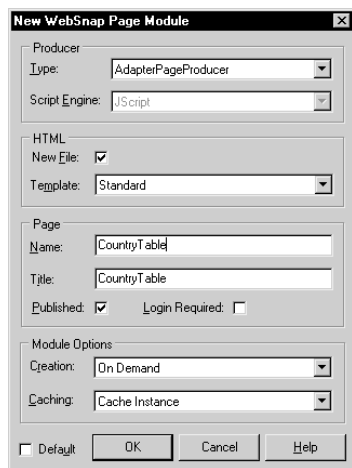 New WebSnap Page Module
Producer
Type: AdapterPageProducer
Script Engine: JScript
HTML
New File:
Template: Standard
Page
Name: CountryTable
Title: CountryTable
Published: Login Required:
Module Options
Creation: On Demand
Caching: Cache Instance
Default OK Cancel Help